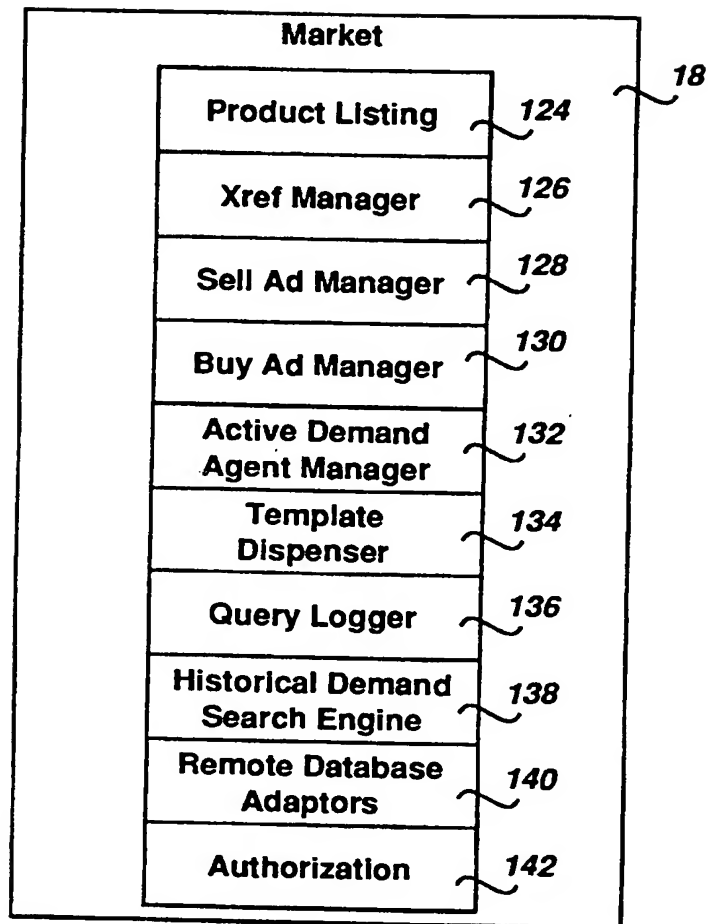 Market
18
Product Listing 124
Xref Manager 126
Sell Ad Manager 128
Buy Ad Manager 130
Active Demand
Agent Manager 132
Template
Dispenser 134
Query Logger 136
Historical Demand
Search Engine 138
Remote Database
Adaptors 140
Authorization 142